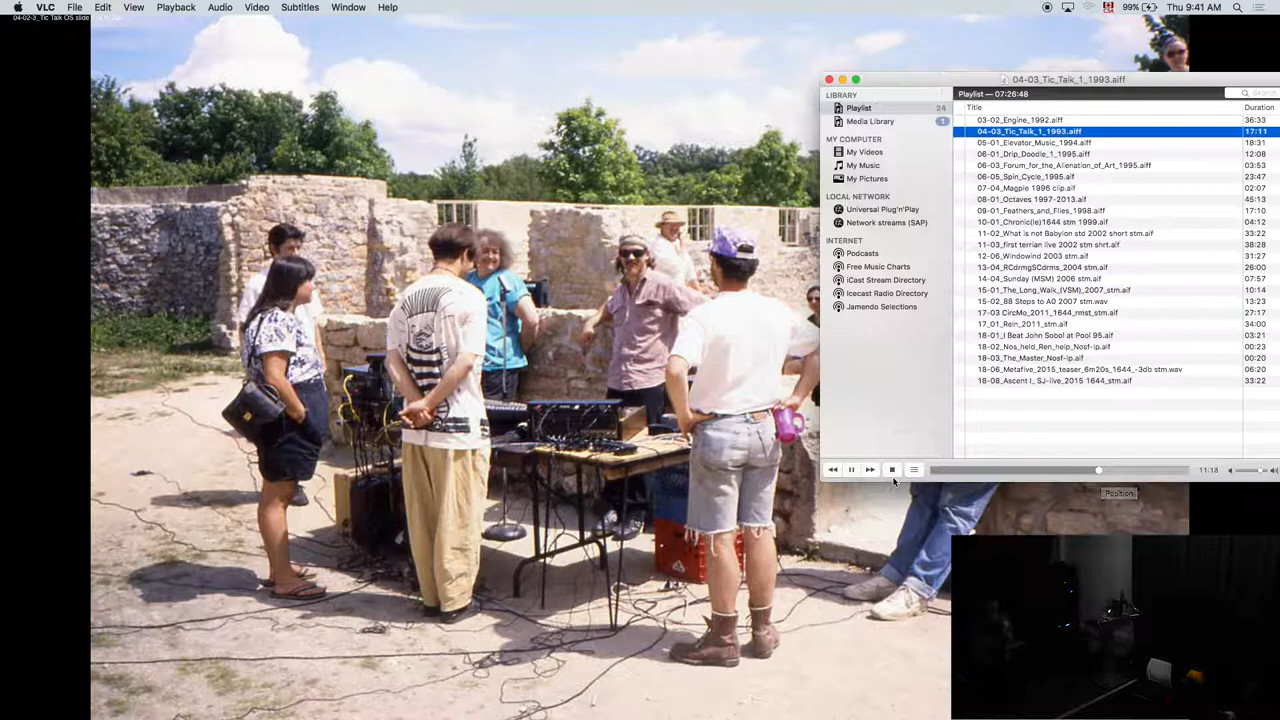 VLC File Edit View Playback Audio Video Subtitles Window Help 99% Thu 9:41 AM
04-03_Tic_Talk_1_1993.aiff
LIBRARY
Playlist 24
Media Library 1
MY COMPUTER
My Videos
My Music
My Pictures
LOCAL NETWORK
Universal Plug'n'Play
Network streams (SAP)
INTERNET
Podcasts
Free Music Charts
iCast Stream Directory
Icecast Radio Directory
Jamendo Selections
Playlist — 07:26:48 Search
Title Duration
03-02_Engine_1992.aiff 36:33
04-03_Tic_Talk_1_1993.aiff 17:11
05-01_Elevator_Music_1994.aiff 18:31
06-01_Drip_Doodle_1_1995.aiff 12:08
06-03_Forum_for_the_Alienation_of_Art_1995.aiff 03:53
06-05_Spin_Cycle_1995.aif 23:47
07-04_Magpie 1996 clip.aif 02:07
08-01_Octaves 1997-2013.aif 45:13
09-01_Feathers_and_Flies_1998.aiff 17:10
10-01_Chronic(le)1644 stm 1999.aif 04:12
11-02_What is not Babylon std 2002 short stm.aif 33:22
11-03_first terrian live 2002 stm shrt.aif 38:28
12-06_Windowind 2003 stm.aif 31:27
13-04_RCdrmgSCdrms_2004 stm.aif 26:00
14-04_Sunday (MSM) 2006 stm.aif 07:57
15-01_The_Long_Walk_(VSM)_2007_stm.aif 10:14
15-02_88 Steps to A0 2007 stm.wav 13:23
17-03 CircMo_2011_1644_rmst_stm.aif 27:17
17_01_Rein_2011_stm.aif 34:00
18-01_I Beat John Sobol at Pool 95.aif 03:21
18-02_Nos_held_Ren_help_Nosf-lp.aif 00:23
18-03_The_Master_Nosf-lp.aif 00:20
18-06_Metafive_2015_teaser_6m20s_1644_-3db stm.wav 06:20
18-08_Ascent I_ SJ-live_2015 1644_stm.aif 33:22
11:18
Position